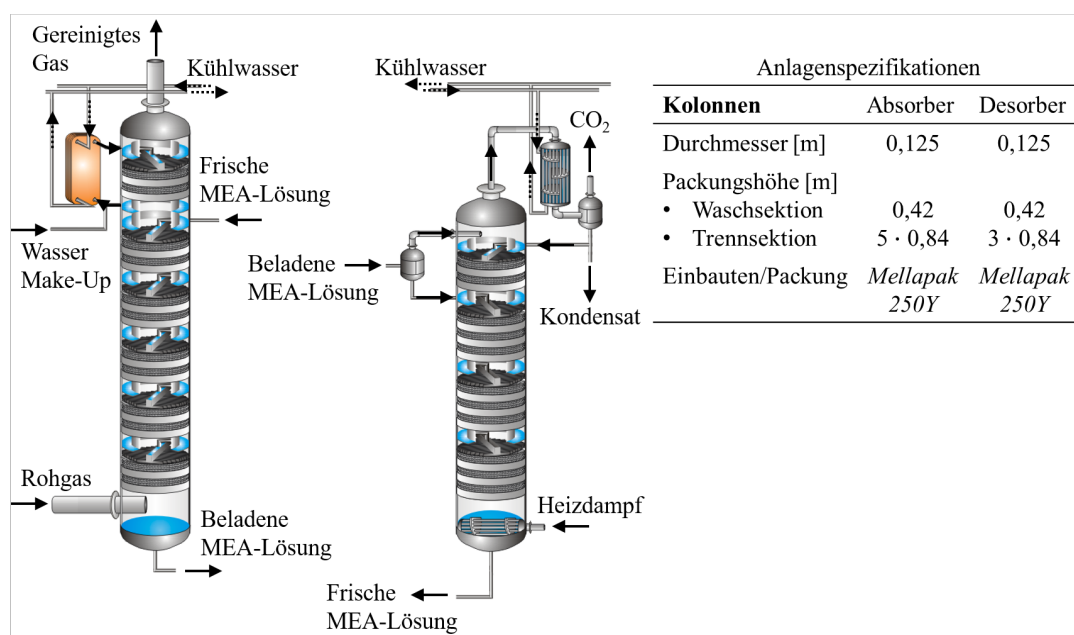 Gereinigtes
Gas
Kühlwasser
Frische
MEA-Lösung
Wasser
Make-Up
Rohgas
Beladene
MEA-Lösung
Kühlwasser
CO₂
Beladene
MEA-Lösung
Kondensat
Heizdampf
Frische
MEA-Lösung
Anlagenspezifikationen
Kolonnen Absorber Desorber
Durchmesser [m] 0,125 0,125
Packungshöhe [m]
• Waschsektion 0,42 0,42
• Trennsektion 5 · 0,84 3 · 0,84
Einbauten/Packung Mellapak Mellapak
250Y 250Y